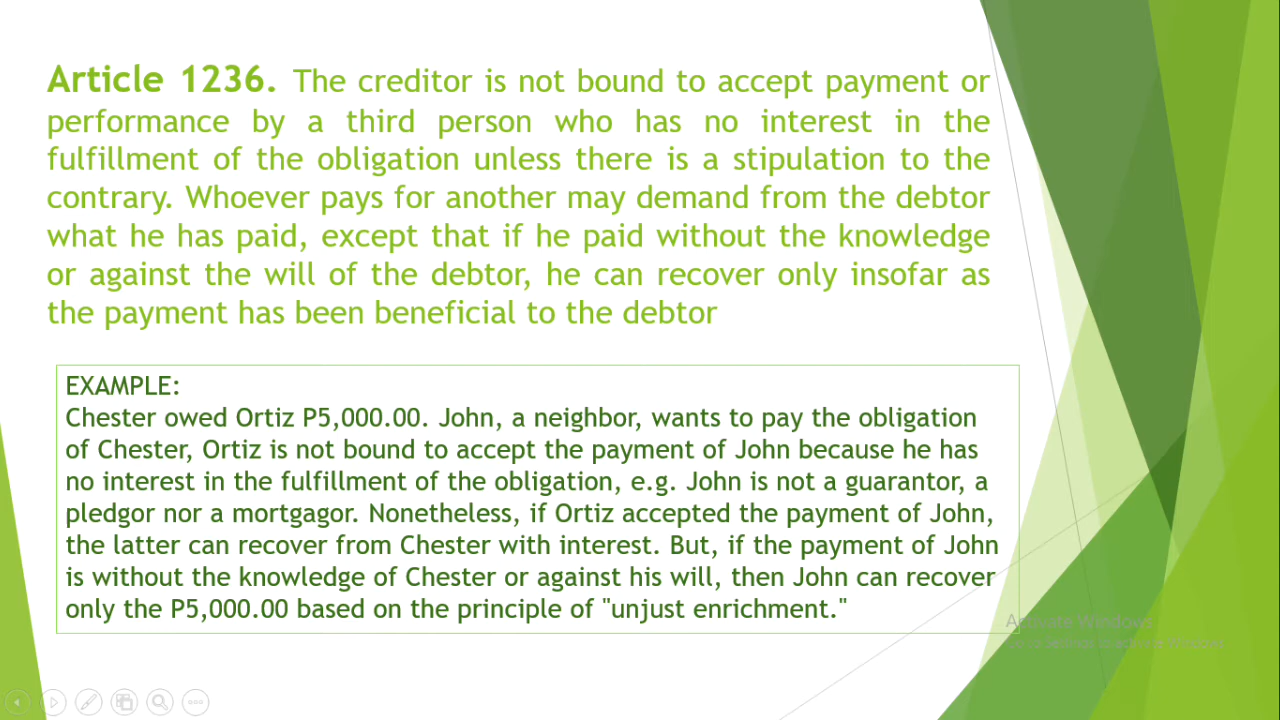 Article 1236. The creditor is not bound to accept payment or
performance by a third person who has no interest in the
fulfillment of the obligation unless there is a stipulation to the
contrary. Whoever pays for another may demand from the debtor
what he has paid, except that if he paid without the knowledge
or against the will of the debtor, he can recover only insofar as
the payment has been beneficial to the debtor
EXAMPLE:
Chester owed Ortiz P5,000.00. John, a neighbor, wants to pay the obligation
of Chester, Ortiz is not bound to accept the payment of John because he has
no interest in the fulfillment of the obligation, e.g. John is not a guarantor, a
pledgor nor a mortgagor. Nonetheless, if Ortiz accepted the payment of John,
the latter can recover from Chester with interest. But, if the payment of John
is without the knowledge of Chester or against his will, then John can recover
only the P5,000.00 based on the principle of "unjust enrichment."
Activate Windows
Go to Settings to activate Windows.